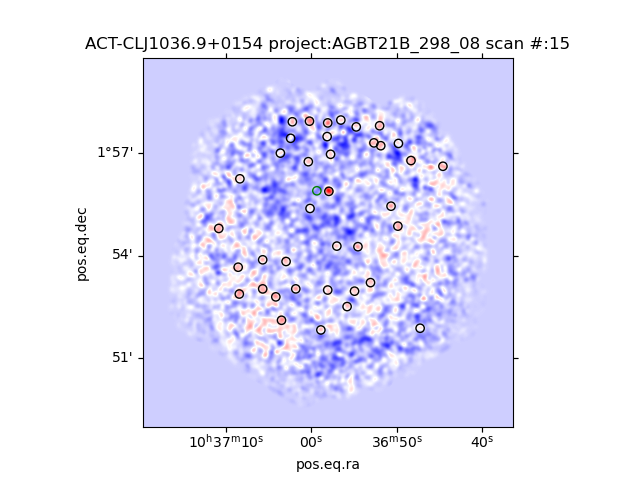 ACT-CLJ1036.9+0154 project:AGBT21B_298_08 scan #:15
pos.eq.dec
1°57'
54'
51'
10ʰ37ᵐ10ˢ 00ˢ 36ᵐ50ˢ 40ˢ
pos.eq.ra